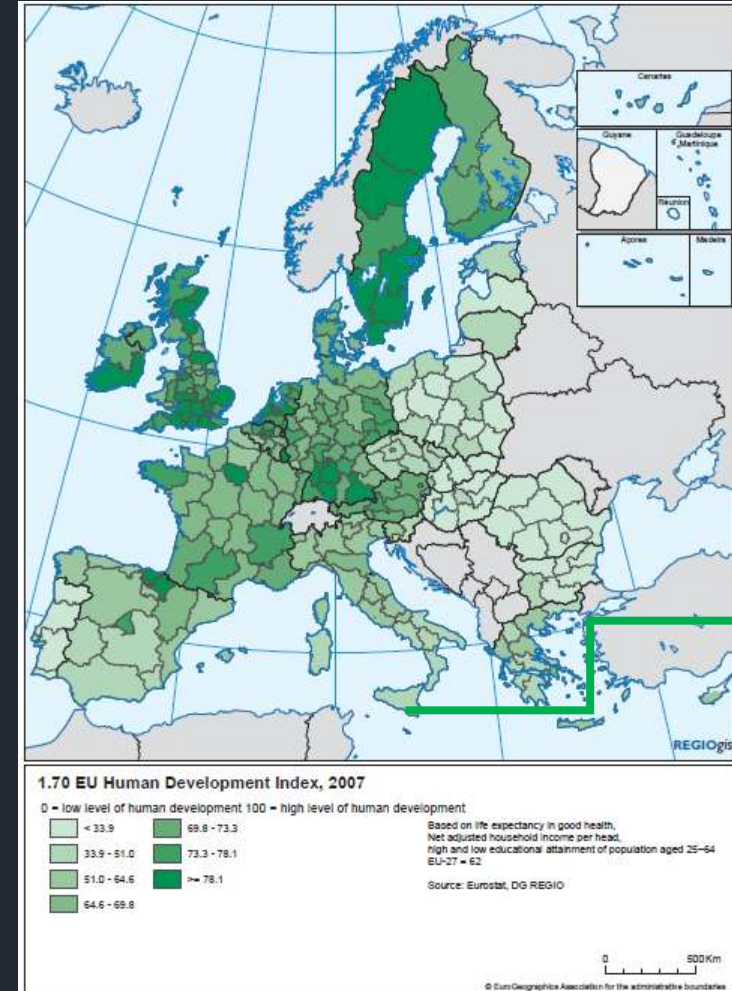 Canarias
Guyane
Guadeloupe
Martinique
Réunion
Açores
Madeira
REGIOgis
1.70 EU Human Development Index, 2007
0 = low level of human development 100 = high level of human development
< 33.9
33.9 - 51.0
51.0 - 64.6
64.6 - 69.8
69.8 - 73.3
73.3 - 78.1
>= 78.1
Based on life expectancy in good health,
Net adjusted household income per head,
high and low educational attainment of population aged 25–64
EU-27 = 62
Source: Eurostat, DG REGIO
0 500 Km
© EuroGeographics Association for the administrative boundaries